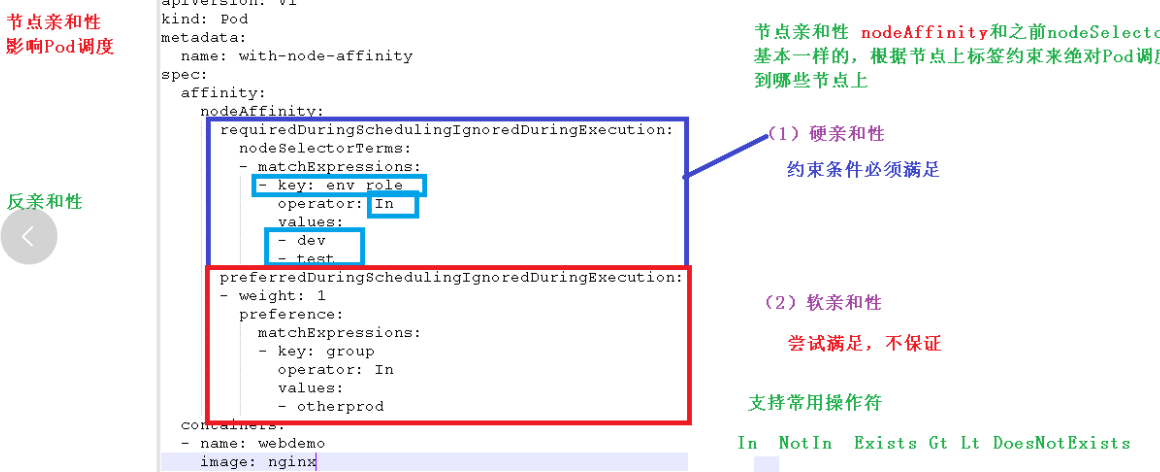 节点亲和性
影响Pod调度
反亲和性
kind: Pod
metadata:
  name: with-node-affinity
spec:
  affinity:
    nodeAffinity:
      requiredDuringSchedulingIgnoredDuringExecution:
        nodeSelectorTerms:
        - matchExpressions:
          - key: env_role
            operator: In
            values:
            - dev
            - test
      preferredDuringSchedulingIgnoredDuringExecution:
      - weight: 1
        preference:
          matchExpressions:
          - key: group
            operator: In
            values:
            - otherprod
  containers:
  - name: webdemo
    image: nginx
节点亲和性 nodeAffinity和之前nodeSelecto
基本一样的，根据节点上标签约束来绝对Pod调度
到哪些节点上
（1）硬亲和性
约束条件必须满足
（2）软亲和性
尝试满足，不保证
支持常用操作符
In NotIn Exists Gt Lt DoesNotExists